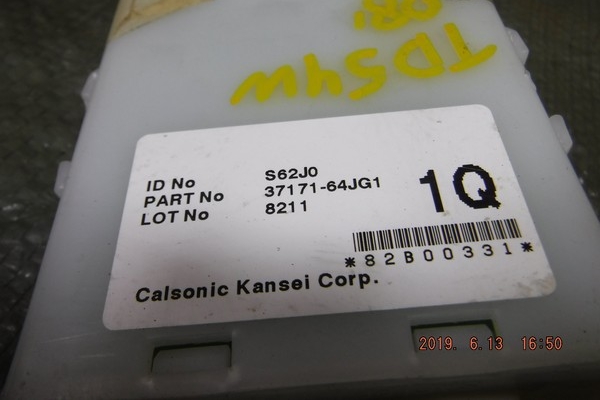 '08
TD54W
ID No S62J0
PART No 37171-64JG1
LOT No 8211
1Q
*82B00331*
Calsonic Kansei Corp.
2019. 6.13 16:50